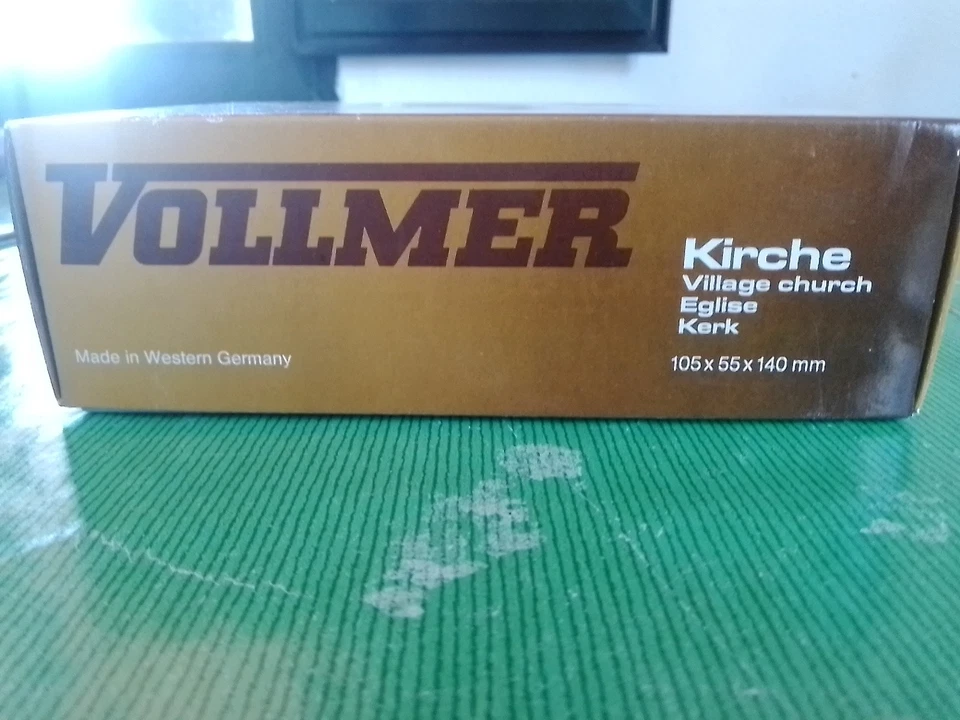 VOLLMER
Kirche
Village church
Eglise
Kerk
Made in Western Germany
105 x 55 x 140 mm